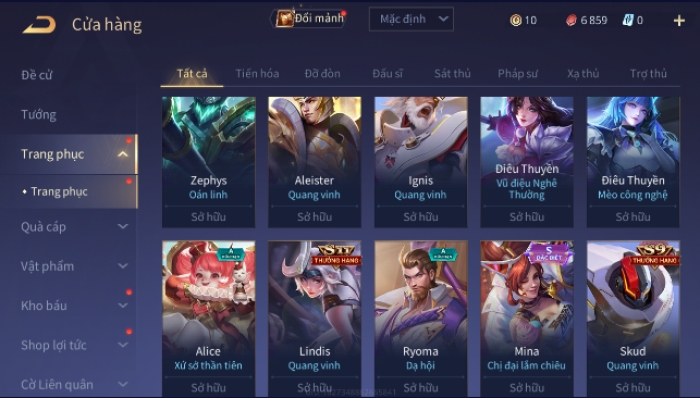 Cửa hàng
Đổi mảnh
Mặc định
10
6 859
0
Đề cử
Tướng
Trang phục
Trang phục
Quà cáp
Vật phẩm
Kho báu
Shop lợi tức
Cờ Liên quân
Tất cả
Tiến hóa
Đỡ đòn
Đấu sĩ
Sát thủ
Pháp sư
Xạ thủ
Trợ thủ
Zephys
Oán linh
Sở hữu
Aleister
Quang vinh
Sở hữu
Ignis
Quang vinh
Sở hữu
Điêu Thuyền
Vũ điệu Nghê
Thường
Sở hữu
Điêu Thuyền
Mèo công nghệ
Sở hữu
A
Alice
Xứ sở thần tiên
Sở hữu
THƯỞNG HẠNG
Lindis
Quang vinh
Sở hữu
A
Ryoma
Dạ hội
Sở hữu
S
ĐẶC BIỆT
Mina
Chị đại lắm chiêu
Sở hữu
THƯỞNG HẠNG
Skud
Quang vinh
Sở hữu